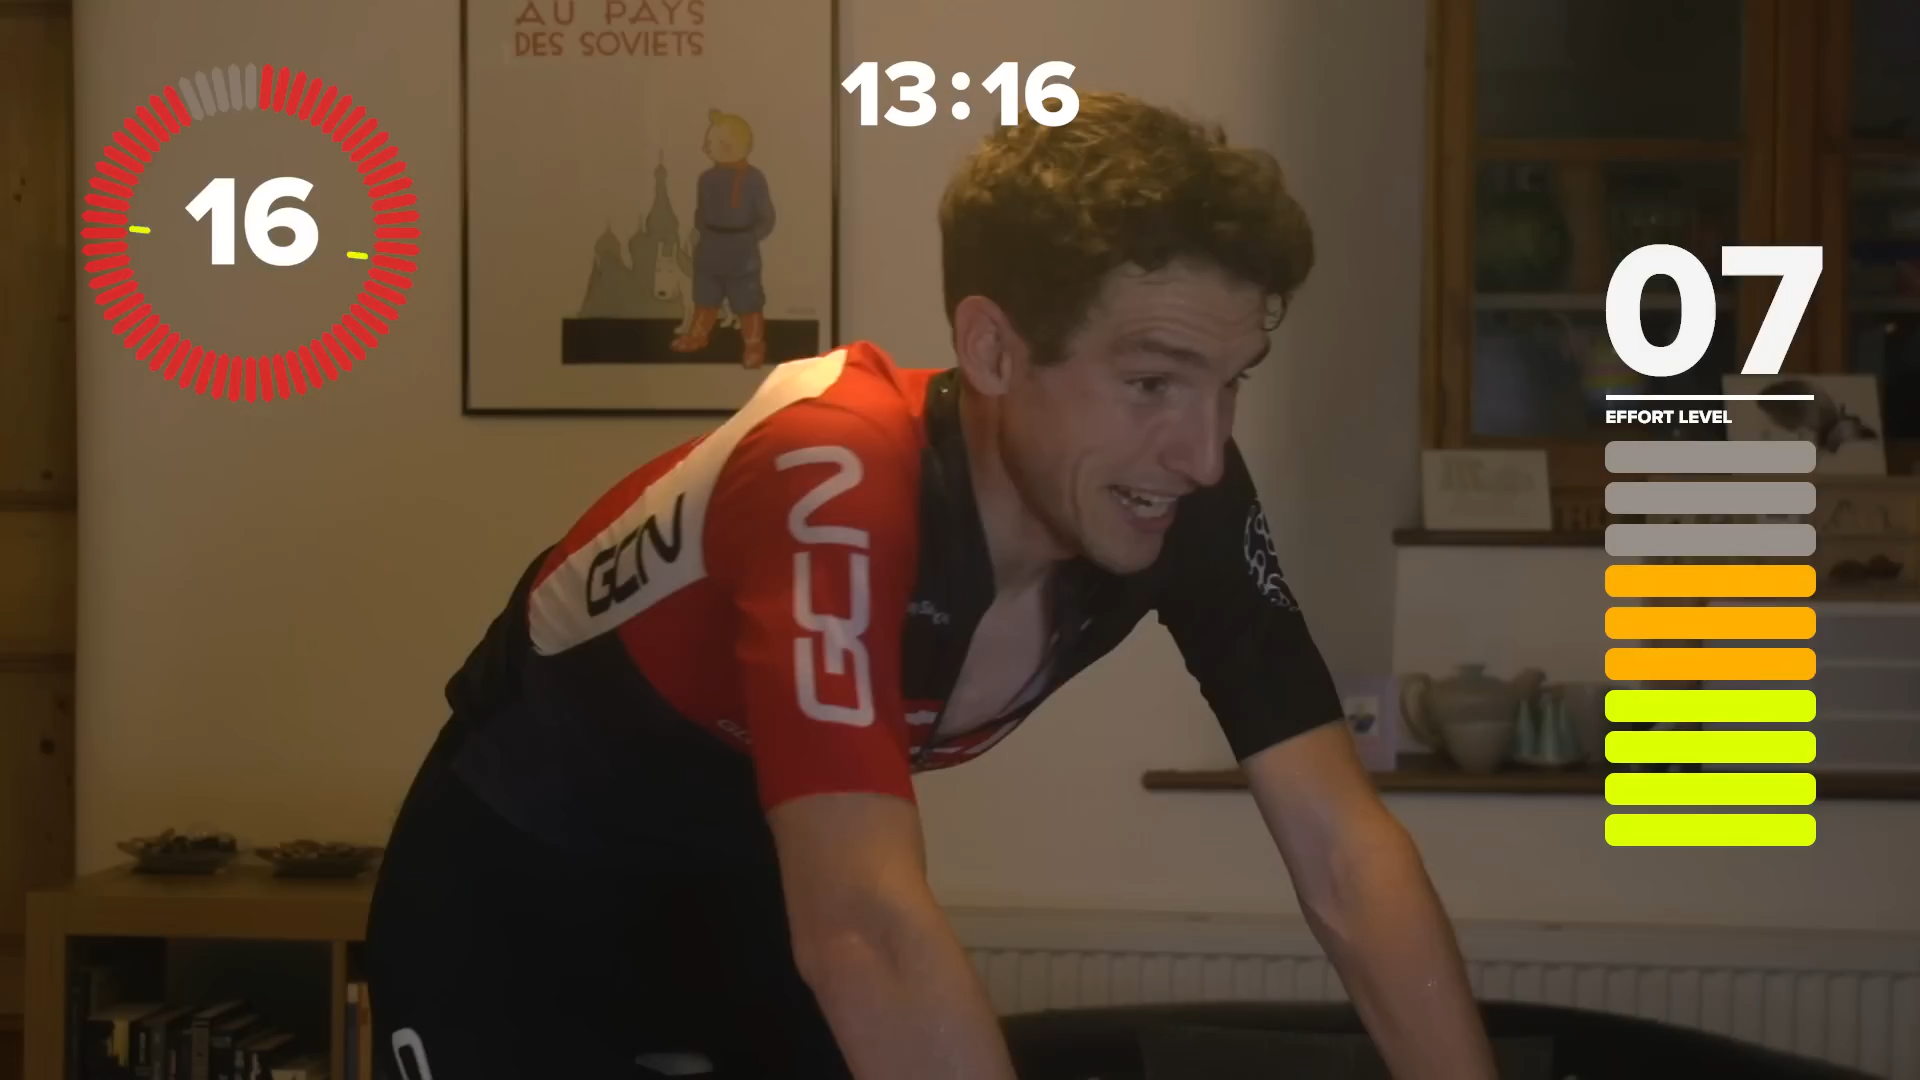 AU PAYS
DES SOVIETS
13:16
16
07
EFFORT LEVEL
GCN
GCN